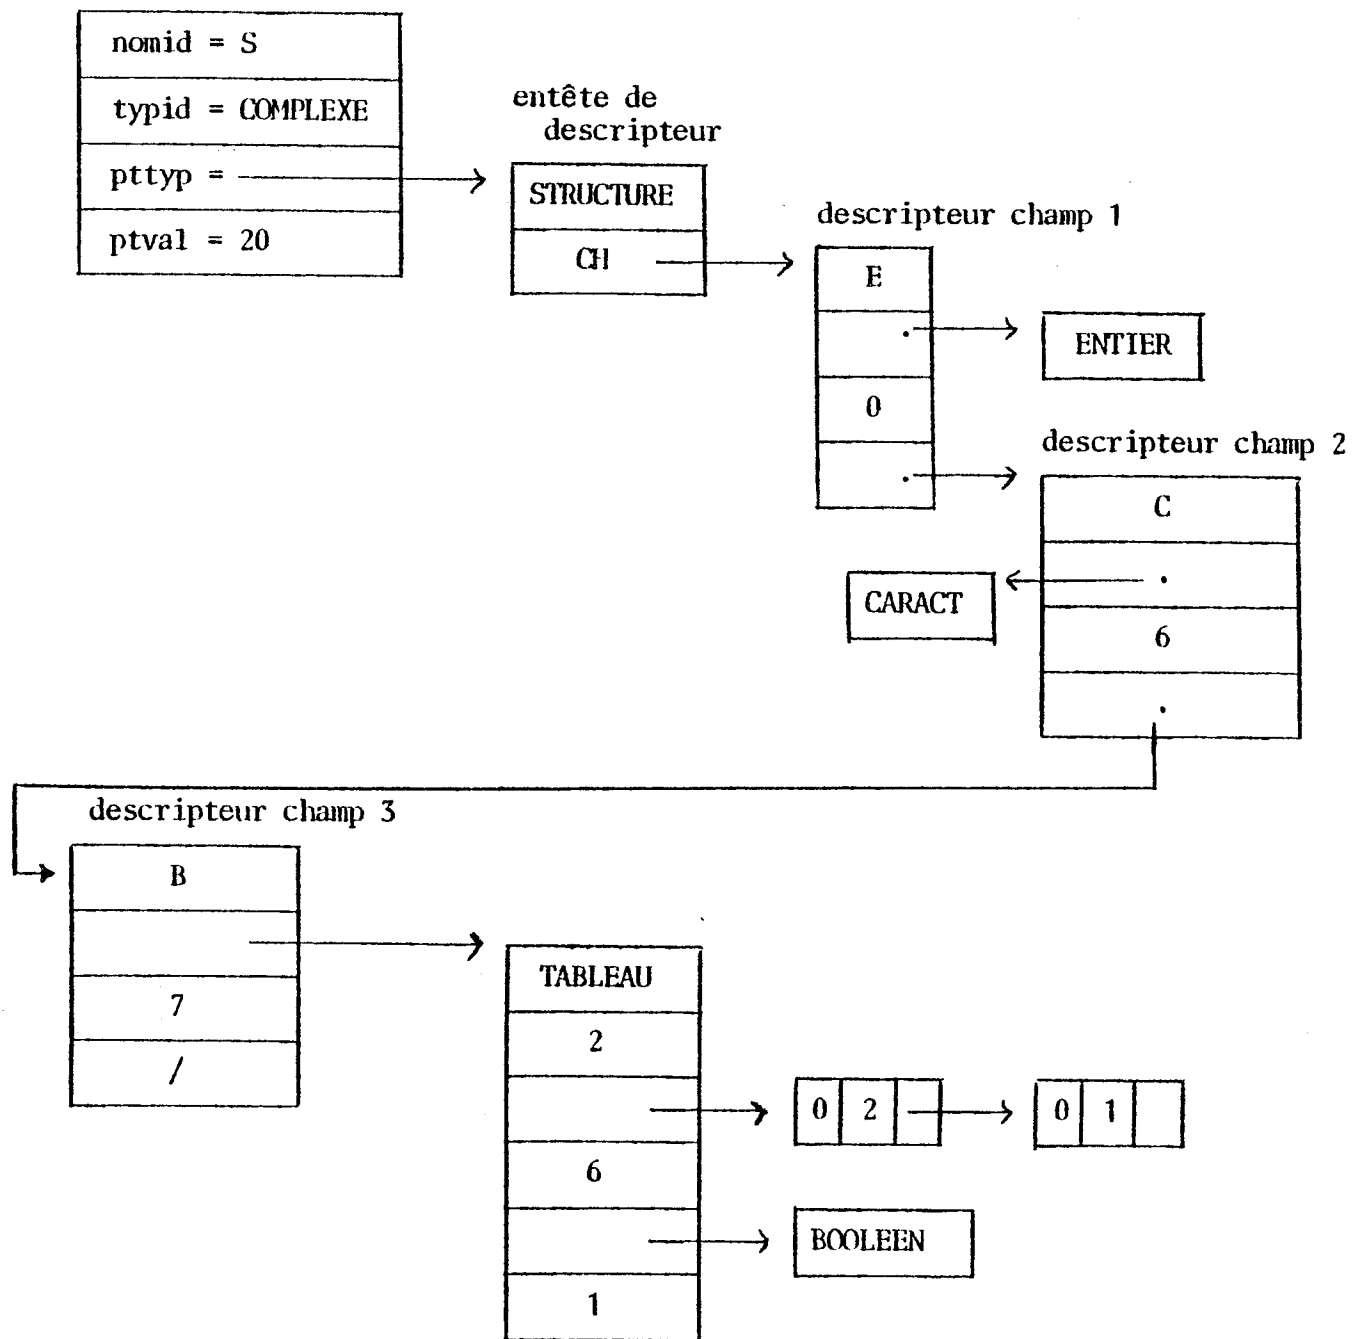 nomid = S
typid = COMPLEXE
pttyp =
ptval = 20
entête de
descripteur
STRUCTURE
CH
descripteur champ 1
E
.
0
.
ENTIER
descripteur champ 2
C
.
6
.
CARACT
descripteur champ 3
B
7
/
TABLEAU
2
6
1
0 2
0 1
BOOLEEN